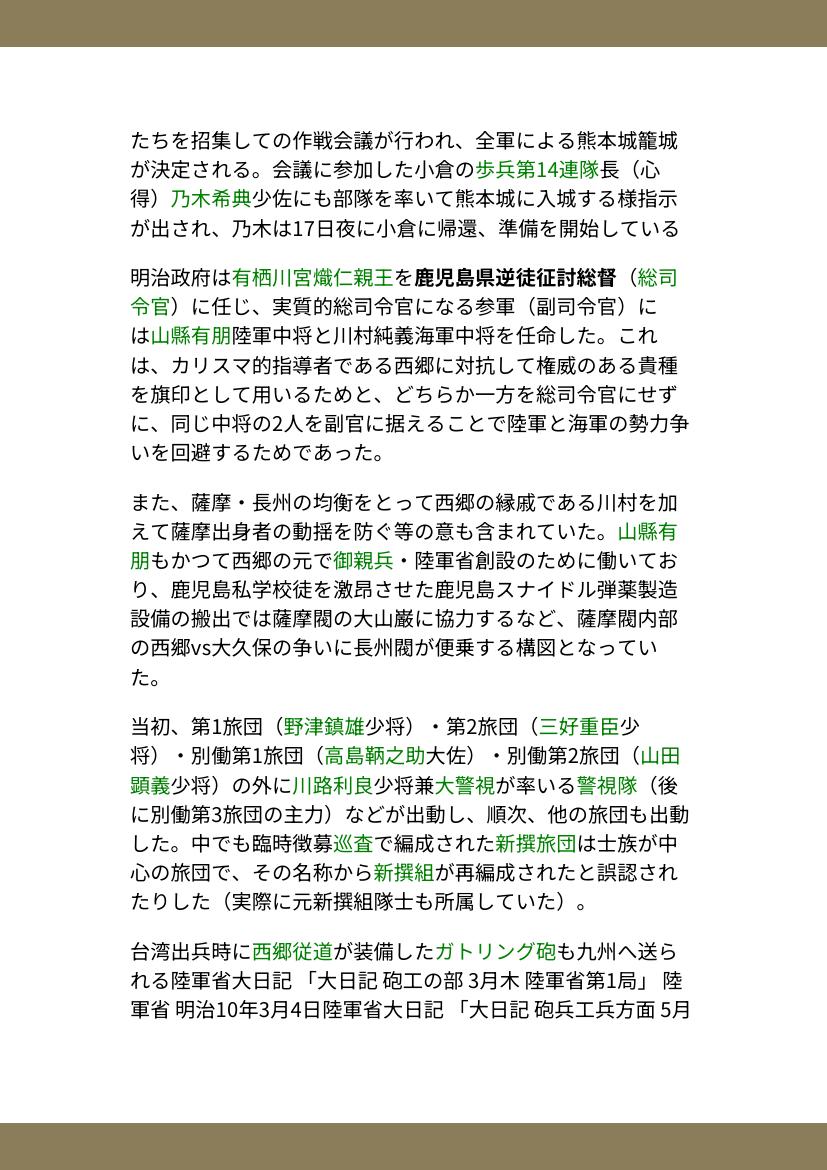 たちを招集しての作戦会議が行われ、全軍による熊本城籠城
が決定される。会議に参加した小倉の歩兵第14連隊長（心
得）乃木希典少佐にも部隊を率いて熊本城に入城する様指示
が出され、乃木は17日夜に小倉に帰還、準備を開始している
明治政府は有栖川宮熾仁親王を鹿児島県逆徒征討総督（総司
令官）に任じ、実質的総司令官になる参軍（副司令官）に
は山縣有朋陸軍中将と川村純義海軍中将を任命した。これ
は、カリスマ的指導者である西郷に対抗して権威のある貴種
を旗印として用いるためと、どちらか一方を総司令官にせず
に、同じ中将の2人を副官に据えることで陸軍と海軍の勢力争
いを回避するためであった。
また、薩摩・長州の均衡をとって西郷の縁戚である川村を加
えて薩摩出身者の動揺を防ぐ等の意も含まれていた。山縣有
朋もかつて西郷の元で御親兵・陸軍省創設のために働いてお
り、鹿児島私学校徒を激昂させた鹿児島スナイドル弾薬製造
設備の搬出では薩摩閥の大山巌に協力するなど、薩摩閥内部
の西郷vs大久保の争いに長州閥が便乗する構図となってい
た。
当初、第1旅団（野津鎮雄少将）・第2旅団（三好重臣少
将）・別働第1旅団（高島鞆之助大佐）・別働第2旅団（山田
顕義少将）の外に川路利良少将兼大警視が率いる警視隊（後
に別働第3旅団の主力）などが出動し、順次、他の旅団も出動
した。中でも臨時徴募巡査で編成された新撰旅団は士族が中
心の旅団で、その名称から新撰組が再編成されたと誤認され
たりした（実際に元新撰組隊士も所属していた）。
台湾出兵時に西郷従道が装備したガトリング砲も九州へ送ら
れる陸軍省大日記 「大日記 砲工の部 3月木 陸軍省第1局」 陸
軍省 明治10年3月4日陸軍省大日記 「大日記 砲兵工兵方面 5月